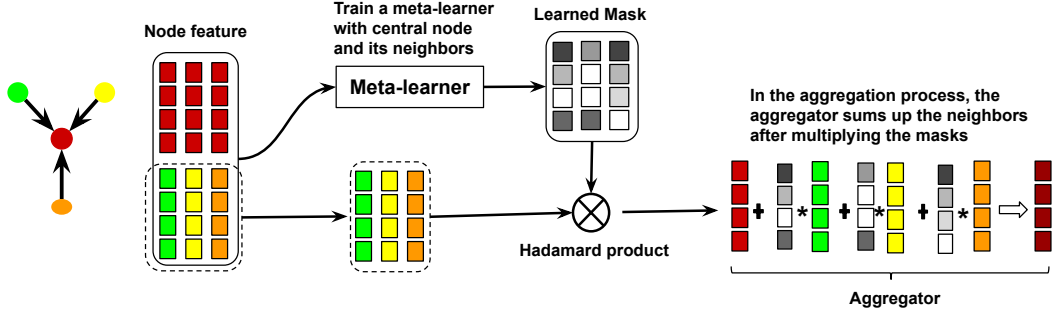 Node feature
Train a meta-learner
with central node
and its neighbors
Meta-learner
Learned Mask
Hadamard product
In the aggregation process, the
aggregator sums up the neighbors
after multiplying the masks
+ * + * + *
Aggregator